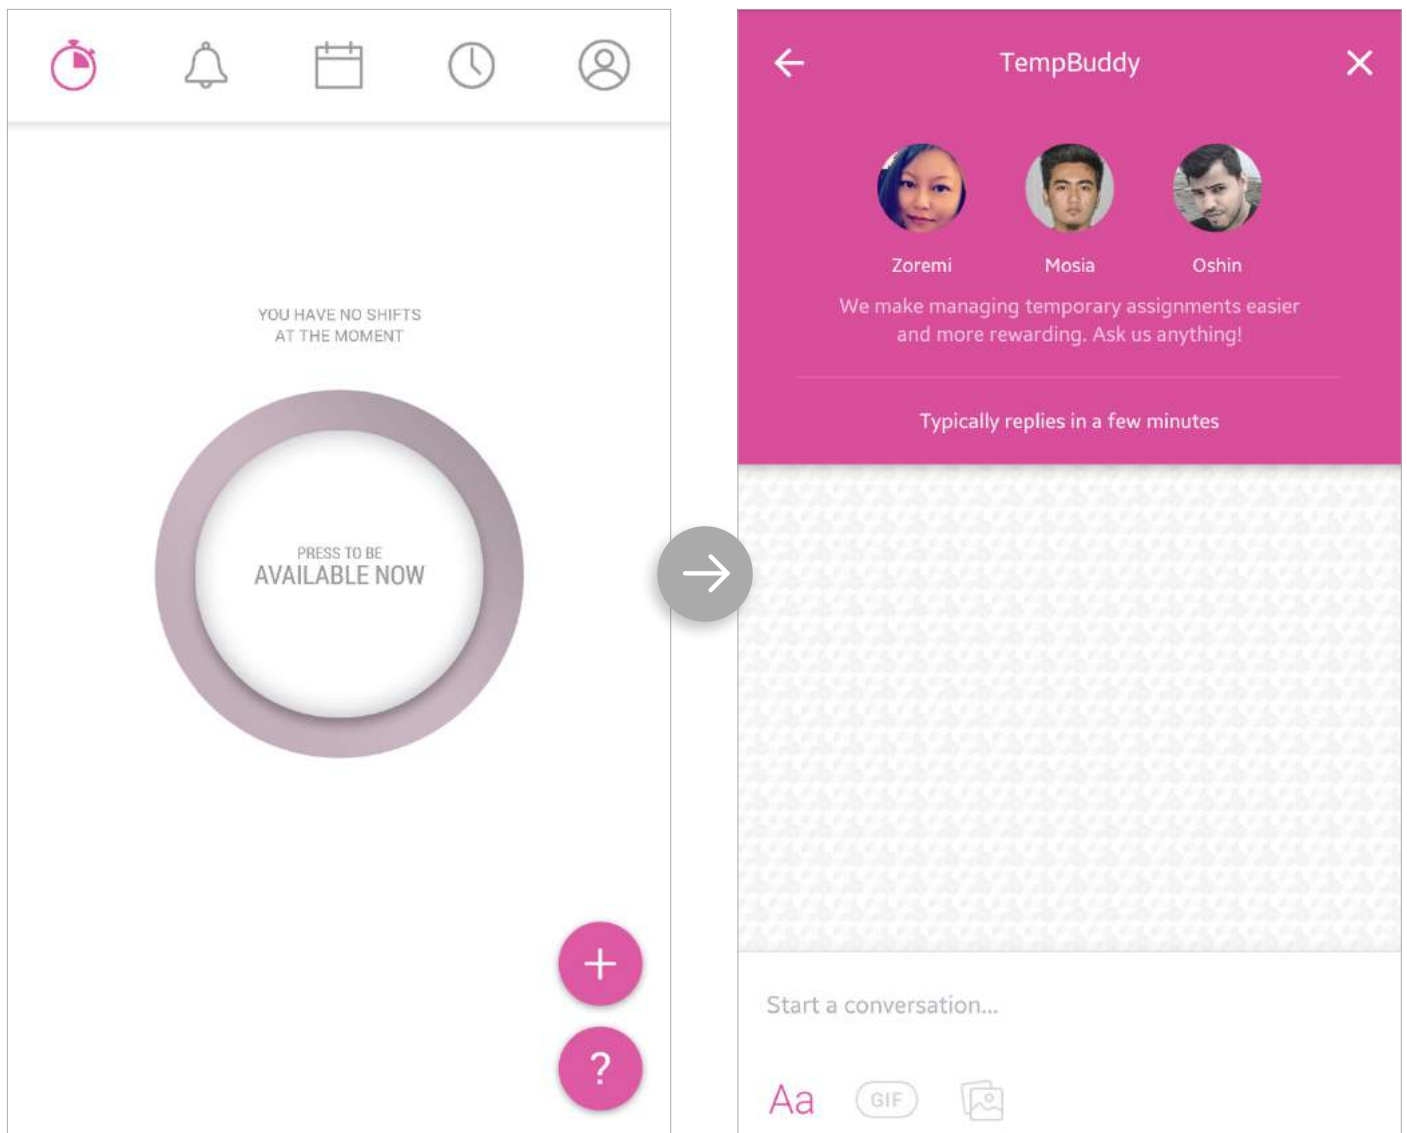 YOU HAVE NO SHIFTS
AT THE MOMENT
PRESS TO BE
AVAILABLE NOW
+
?
TempBuddy
Zoremi Mosia Oshin
We make managing temporary assignments easier
and more rewarding. Ask us anything!
Typically replies in a few minutes
Start a conversation...
Aa GIF